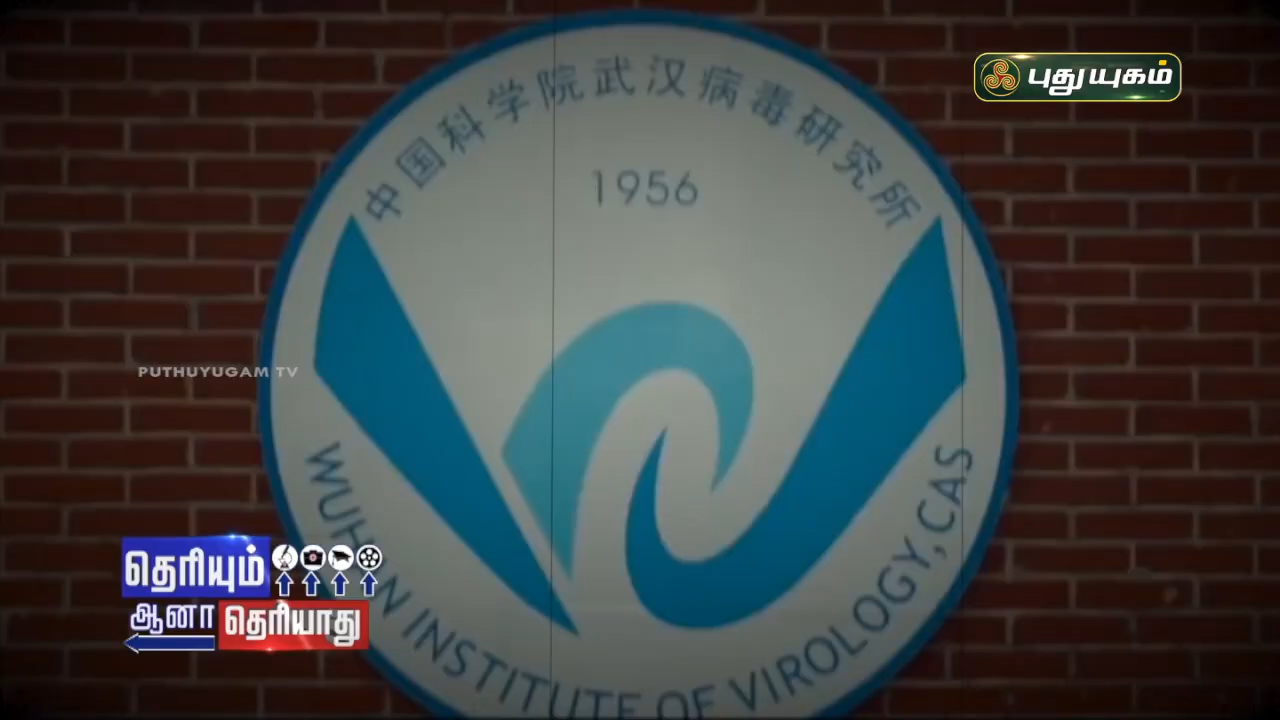 புதுயுகம்
中国科学院武汉病毒研究所
1956
PUTHUYUGAM TV
WUHAN INSTITUTE OF VIROLOGY, CAS
தெரியும்
ஆனா தெரியாது